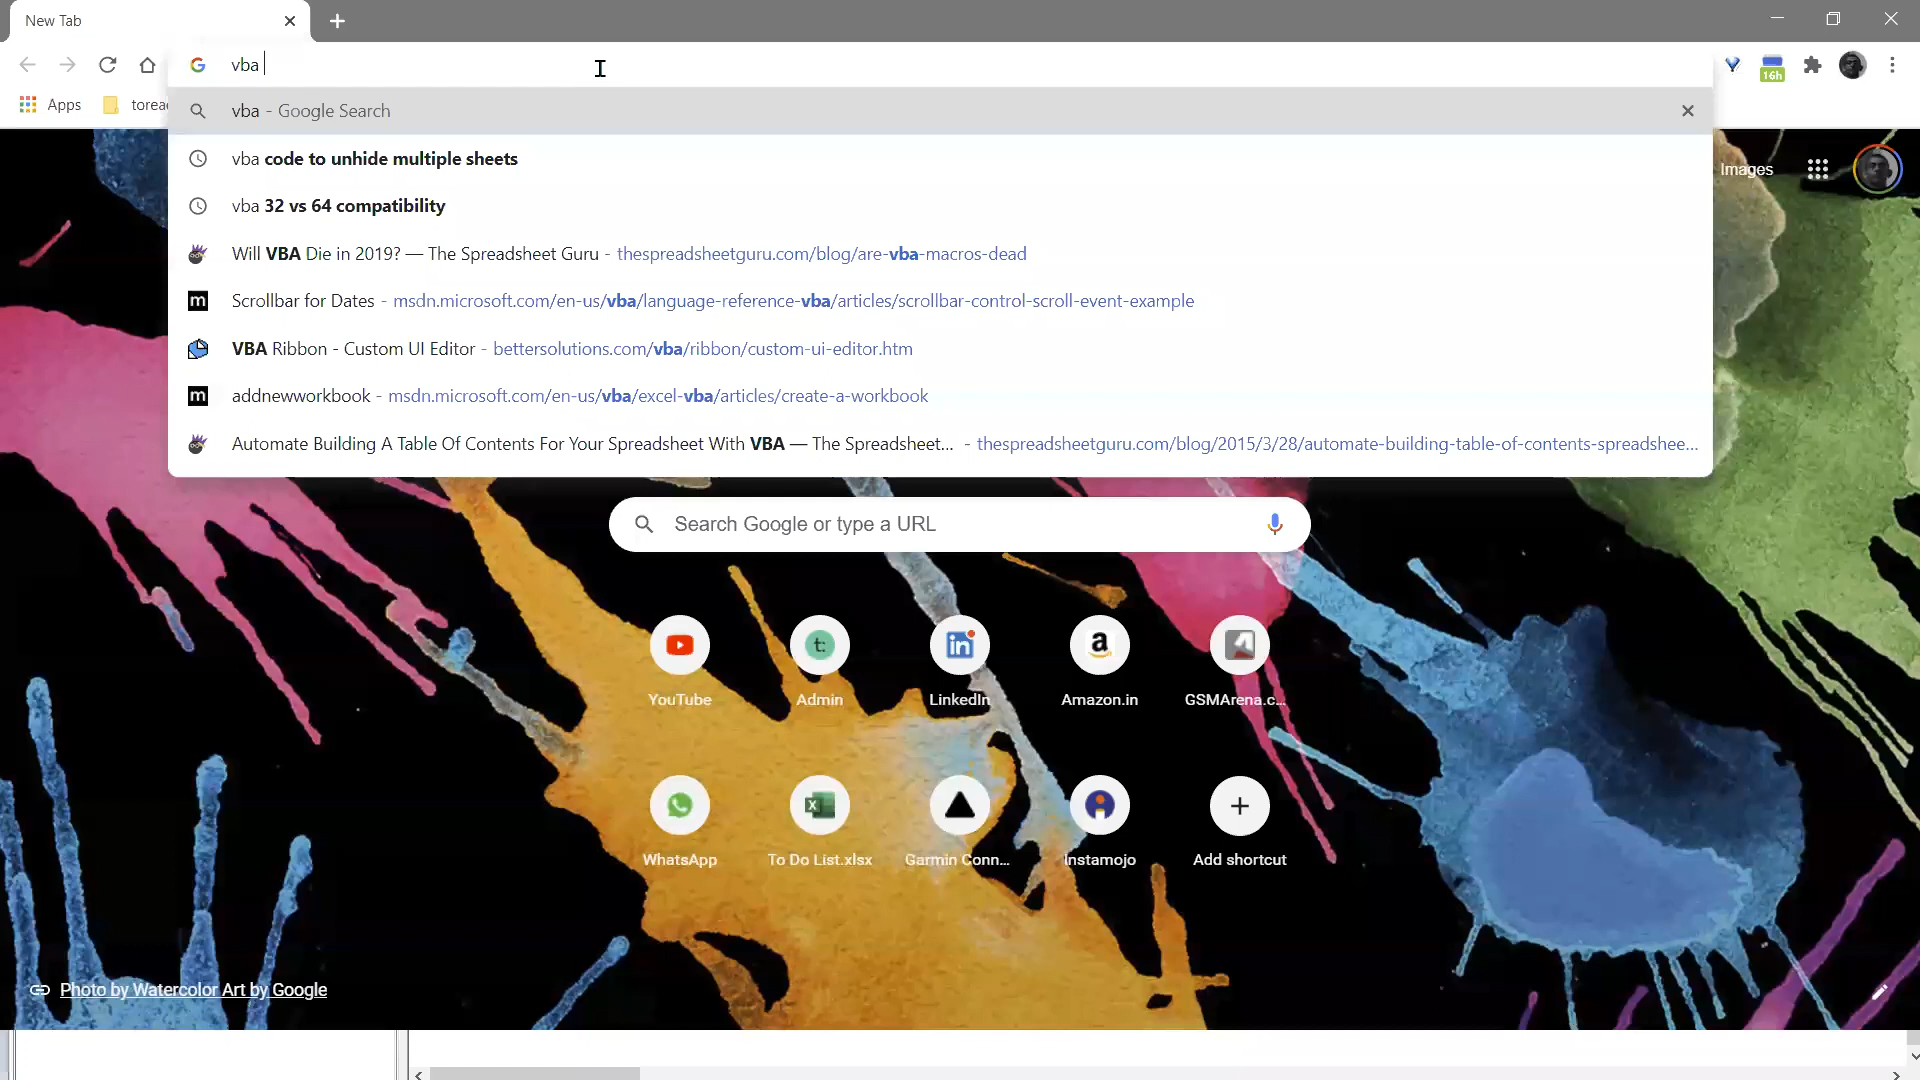 New Tab
vba
16h
Apps
torea
vba - Google Search
vba code to unhide multiple sheets
vba 32 vs 64 compatibility
Will VBA Die in 2019? — The Spreadsheet Guru - thespreadsheetguru.com/blog/are-vba-macros-dead
Scrollbar for Dates - msdn.microsoft.com/en-us/vba/language-reference-vba/articles/scrollbar-control-scroll-event-example
VBA Ribbon - Custom UI Editor - bettersolutions.com/vba/ribbon/custom-ui-editor.htm
addnewworkbook - msdn.microsoft.com/en-us/vba/excel-vba/articles/create-a-workbook
Automate Building A Table Of Contents For Your Spreadsheet With VBA — The Spreadsheet... - thespreadsheetguru.com/blog/2015/3/28/automate-building-table-of-contents-spreadshee...
Images
Search Google or type a URL
YouTube
Admin
LinkedIn
Amazon.in
GSMArena.c...
WhatsApp
To Do List.xlsx
Garmin Conn...
Instamojo
Add shortcut
Photo by Watercolor Art by Google